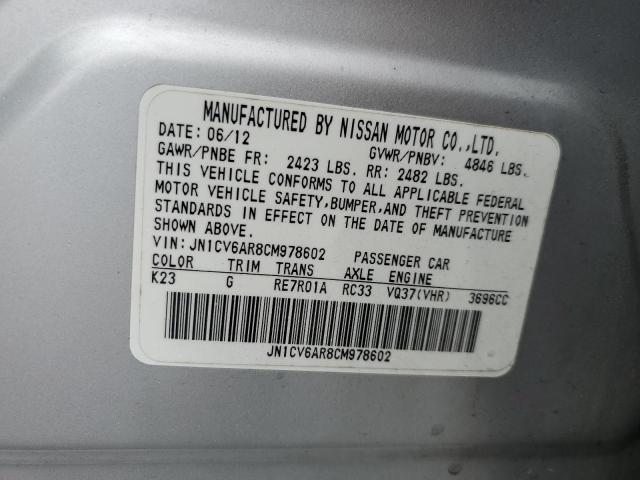 MANUFACTURED BY NISSAN MOTOR CO.,LTD.
DATE: 06/12 GVWR/PNBV: 4846 LBS.
GAWR/PNBE FR: 2423 LBS. RR: 2482 LBS.
THIS VEHICLE CONFORMS TO ALL APPLICABLE FEDERAL
MOTOR VEHICLE SAFETY,BUMPER,AND THEFT PREVENTION
STANDARDS IN EFFECT ON THE DATE OF MANUFACTURE
SHOWN ABOVE.
VIN: JN1CV6AR8CM978602 PASSENGER CAR
COLOR TRIM TRANS AXLE ENGINE
K23 G RE7R01A RC33 VQ37(VHR) 3696CC
JN1CV6AR8CM978602